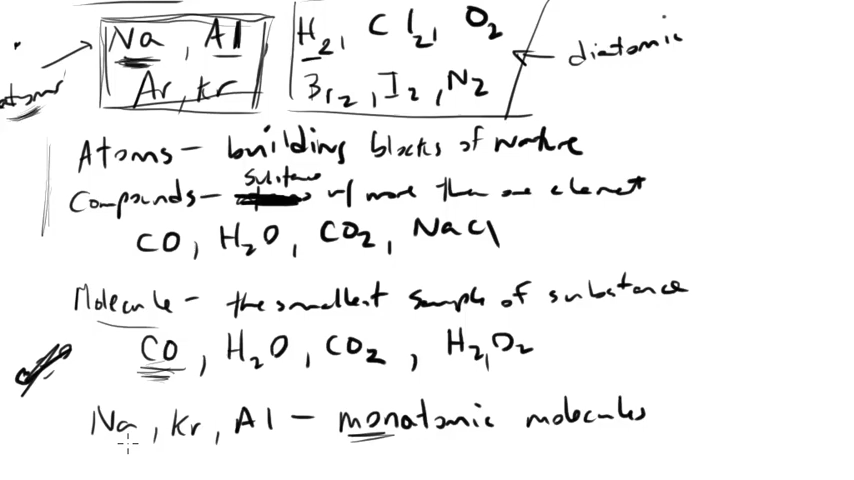 Na, Al
H₂, Cl₂, O₂
diatomic
atoms
Ar, Kr
Br₂, I₂, N₂
Atoms - building blocks of nature
Compounds - substance w/ more than one element
CO, H₂O, CO₂, NaCl
Molecule - the smallest sample of substance
CO, H₂O, CO₂, H₂, O₂
Na, Kr, Al - monatomic molecules